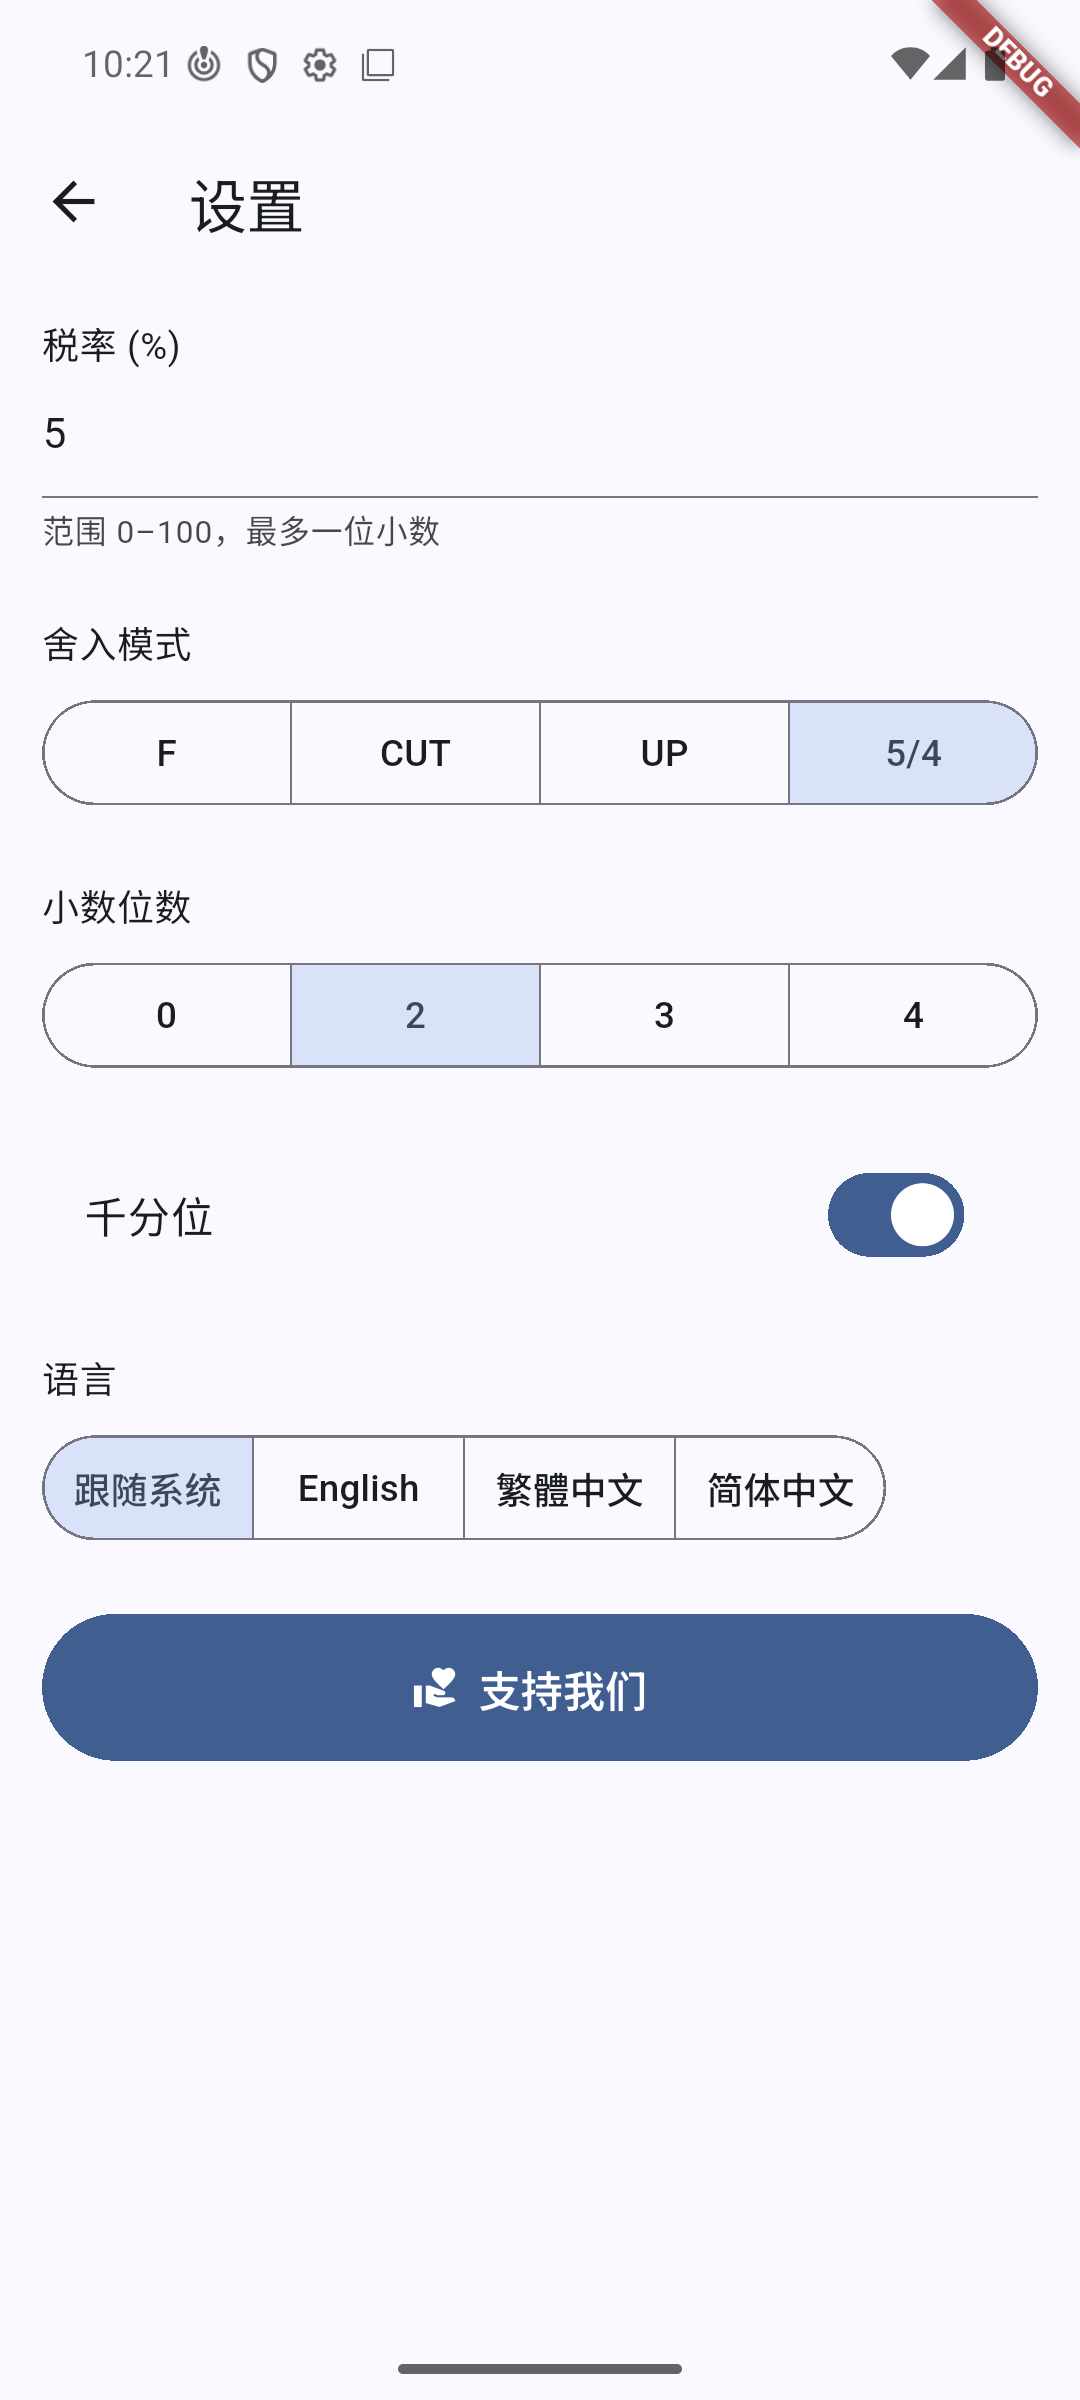 10:21
DEBUG
设置
税率 (%)
5
范围 0–100，最多一位小数
舍入模式
F CUT UP 5/4
小数位数
0 2 3 4
千分位
语言
跟随系统 English 繁體中文 简体中文
支持我们